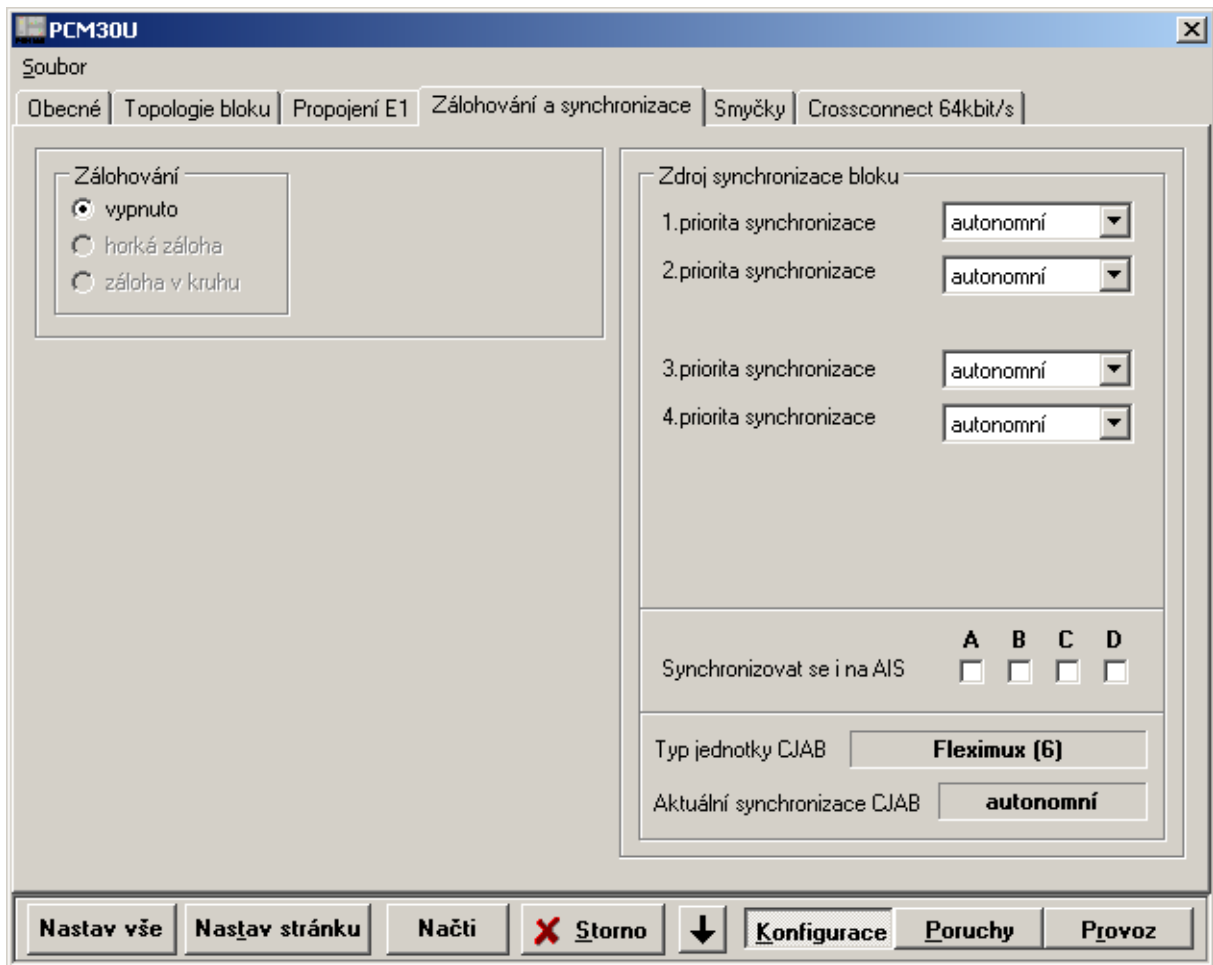 PCM30U
Soubor
Obecné Topologie bloku Propojení E1 Zálohování a synchronizace Smyčky Crossconnect 64kbit/s
Zálohování
vypnuto
horká záloha
záloha v kruhu
Zdroj synchronizace bloku
1.priorita synchronizace autonomní
2.priorita synchronizace autonomní
3.priorita synchronizace autonomní
4.priorita synchronizace autonomní
A B C D
Synchronizovat se i na AIS
Typ jednotky CJAB Fleximux (6)
Aktuální synchronizace CJAB autonomní
Nastav vše Nastav stránku Načti Storno Konfigurace Poruchy Provoz